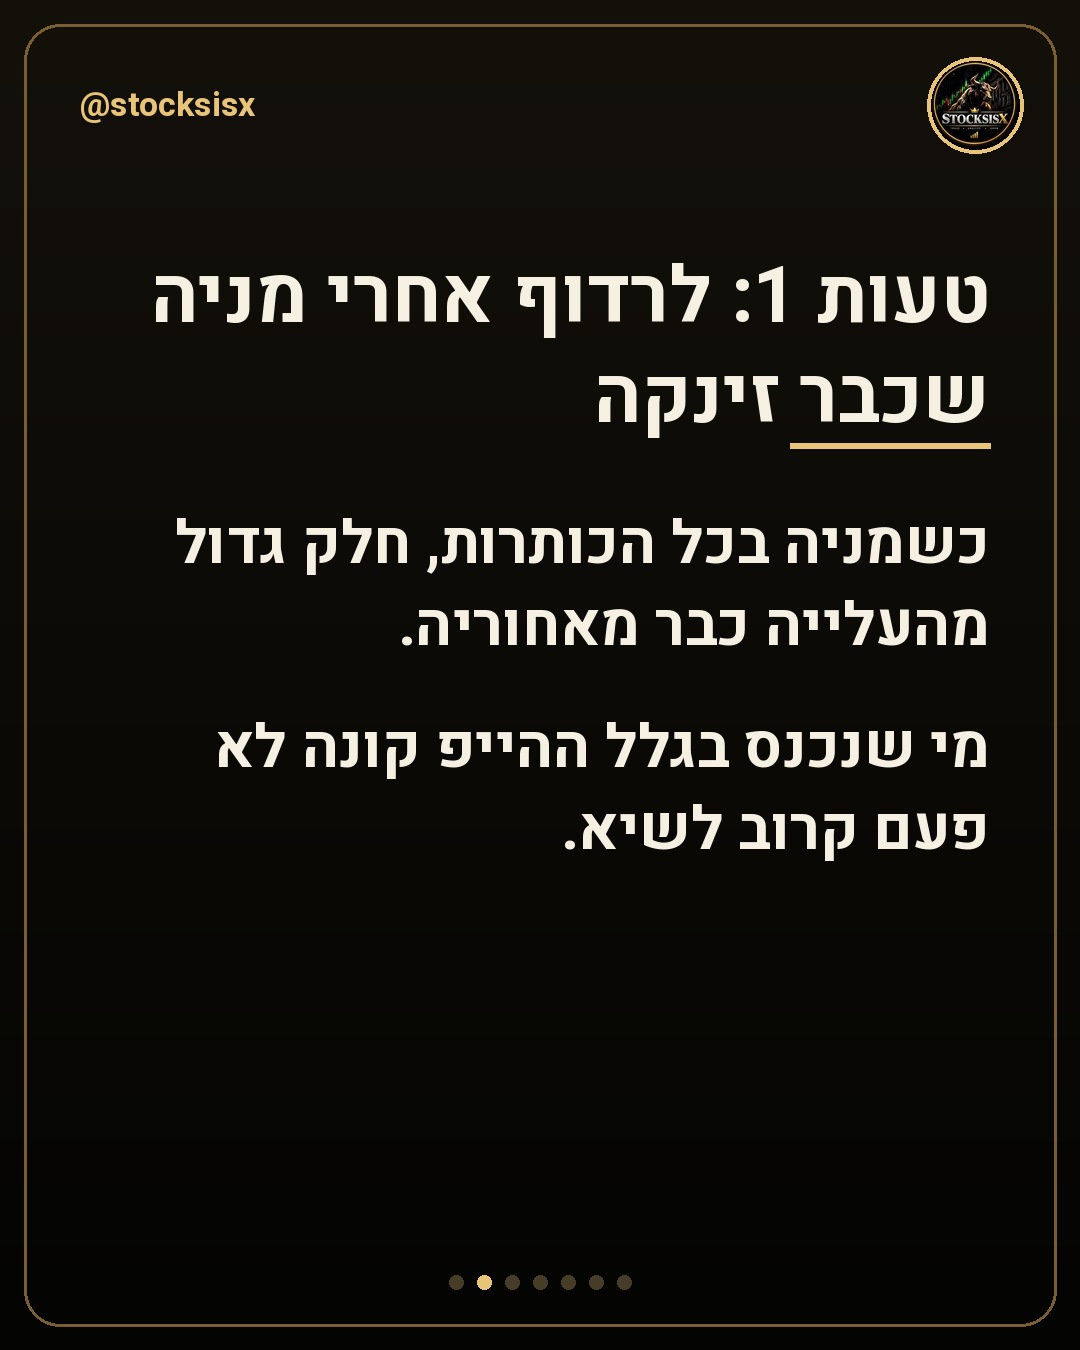 @stocksisx
STOCKSISX
טעות 1: לרדוף אחרי מניה
שכבר זינקה
כשמניה בכל הכותרות, חלק גדול
מהעלייה כבר מאחוריה.
מי שנכנס בגלל ההייפ קונה לא
פעם קרוב לשיא.